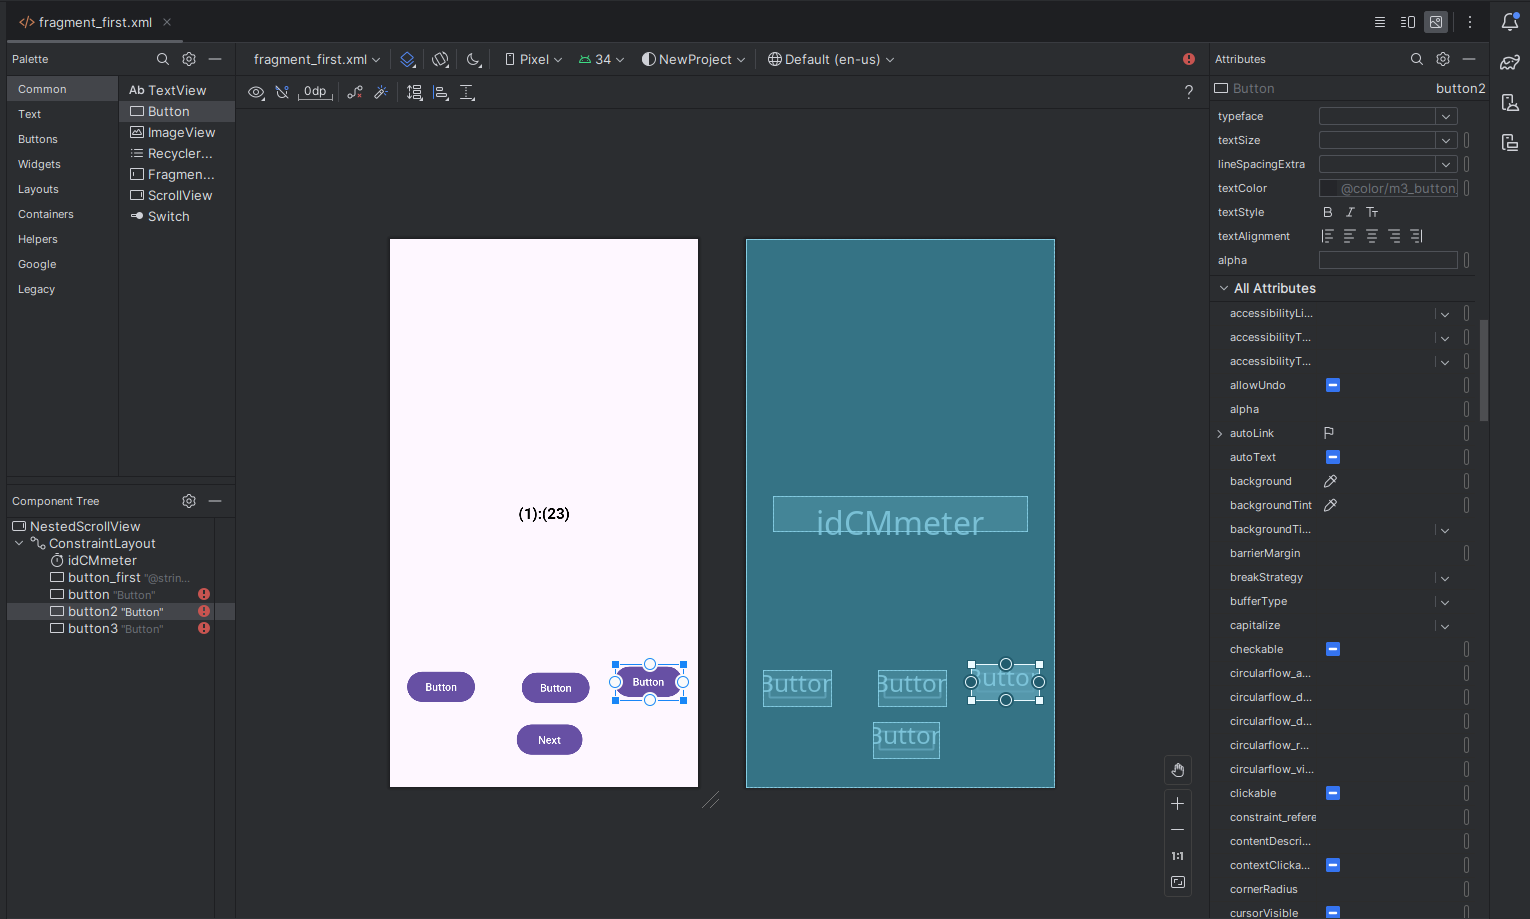 fragment_first.xml
Palette
fragment_first.xml
Pixel
34
NewProject
Default (en-us)
Attributes
0dp
?
Button
button2
Common
Text
Buttons
Widgets
Layouts
Containers
Helpers
Google
Legacy
Ab TextView
Button
ImageView
Recycler...
Fragmen...
ScrollView
Switch
Component Tree
NestedScrollView
ConstraintLayout
idCMmeter
button_first "@strin...
button "Button"
button2 "Button"
button3 "Button"
(1):(23)
Button
Button
Button
Next
idCMmeter
Button
Button
Button
Button
1:1
typeface
textSize
lineSpacingExtra
textColor @color/m3_button
textStyle B I Tт
textAlignment
alpha
All Attributes
accessibilityLi...
accessibilityT...
accessibilityT...
allowUndo
alpha
autoLink
autoText
background
backgroundTint
backgroundTi...
barrierMargin
breakStrategy
bufferType
capitalize
checkable
circularflow_a...
circularflow_d...
circularflow_d...
circularflow_r...
circularflow_vi...
clickable
constraint_refere
contentDescri...
contextClicka...
cornerRadius
cursorVisible